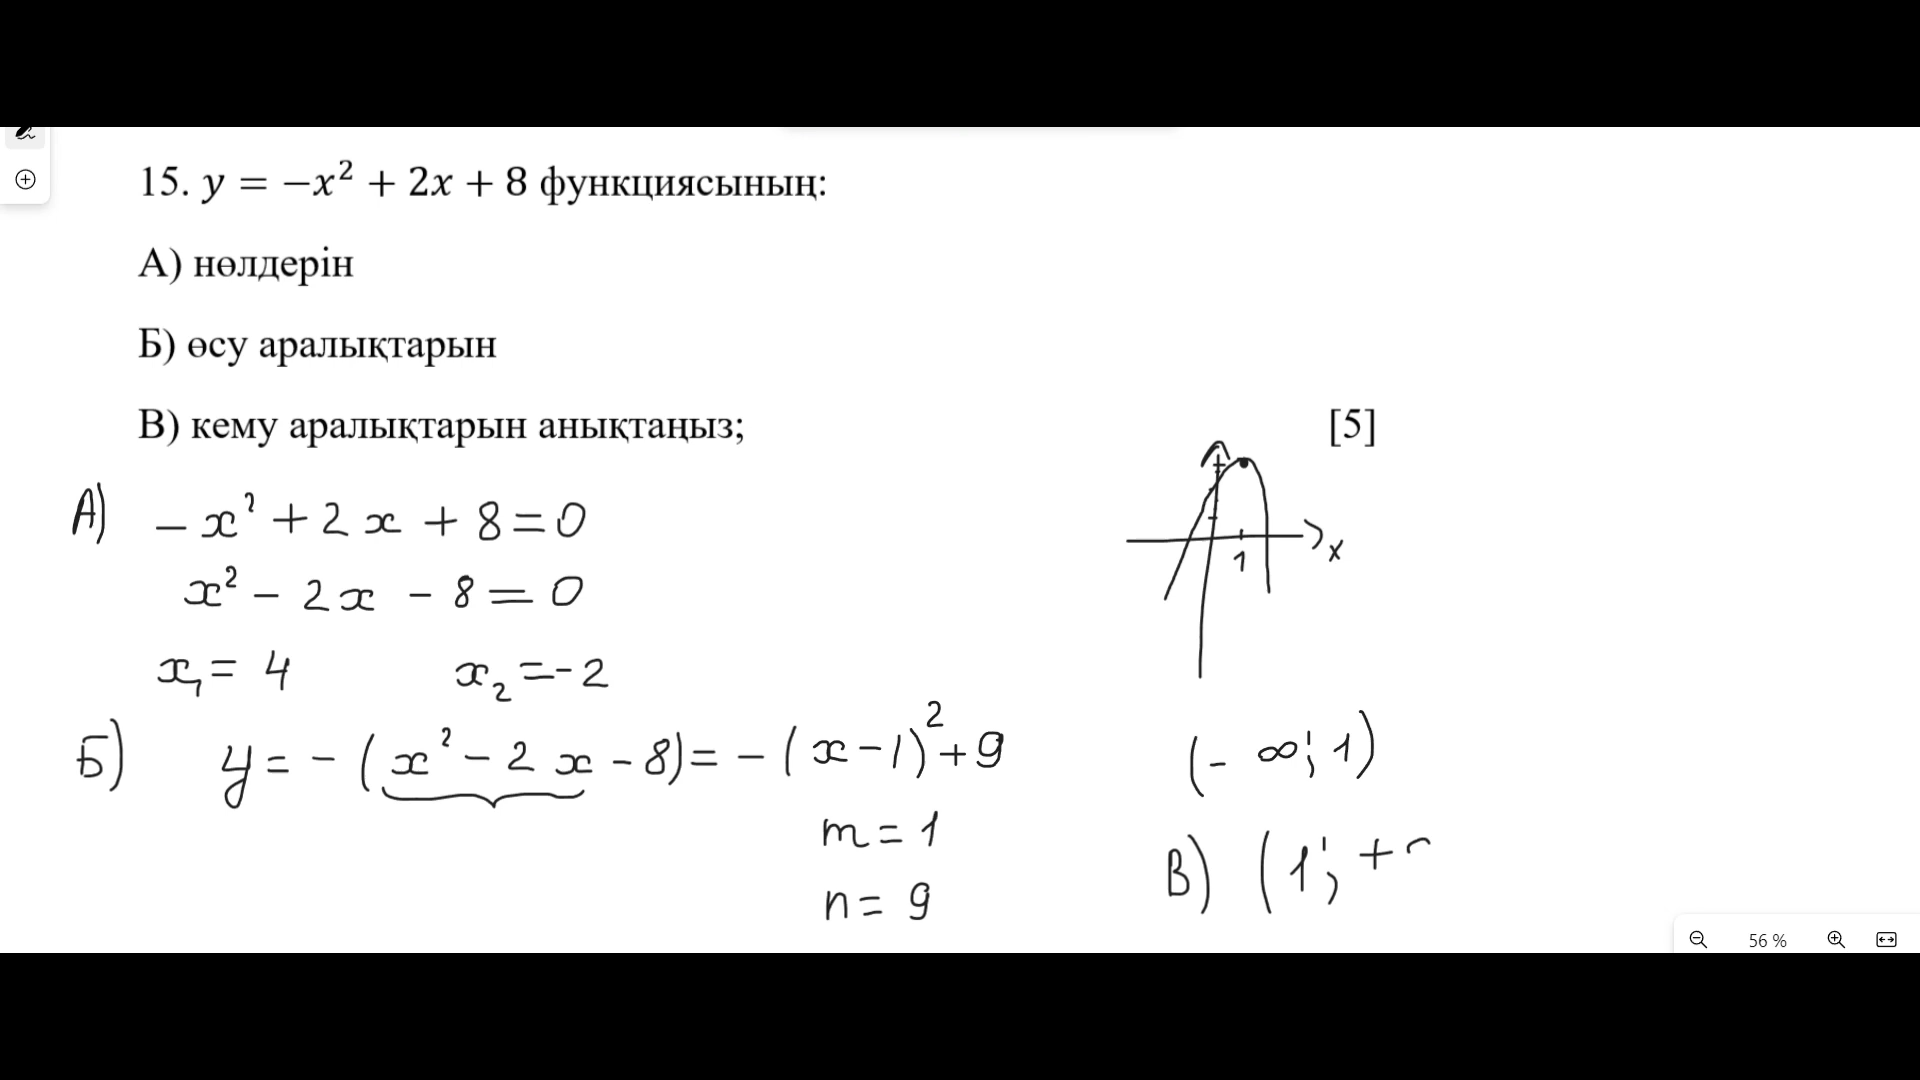 15. y = −x² + 2x + 8 функциясының:
А) нөлдерін
Б) өсу аралықтарын
В) кему аралықтарын анықтаңыз;
[5]
А) −x² + 2x + 8 = 0
x² − 2x − 8 = 0
x₁ = 4 x₂ = −2
1
x
Б) y = −(x² − 2x − 8) = −(x−1)² + 9
m = 1
n = 9
(−∞; 1)
В) (1; +
56 %